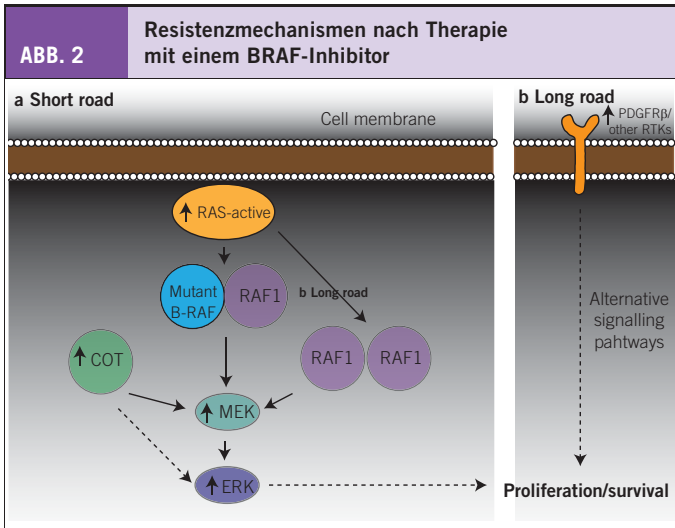 ABB. 2
Resistenzmechanismen nach Therapie
mit einem BRAF-Inhibitor
a Short road
Cell membrane
RAS-active
Mutant
B-RAF
RAF1
b Long road
RAF1
RAF1
COT
MEK
ERK
b Long road
PDGFRβ/
other RTKs
Alternative
signalling
pahtways
Proliferation/survival